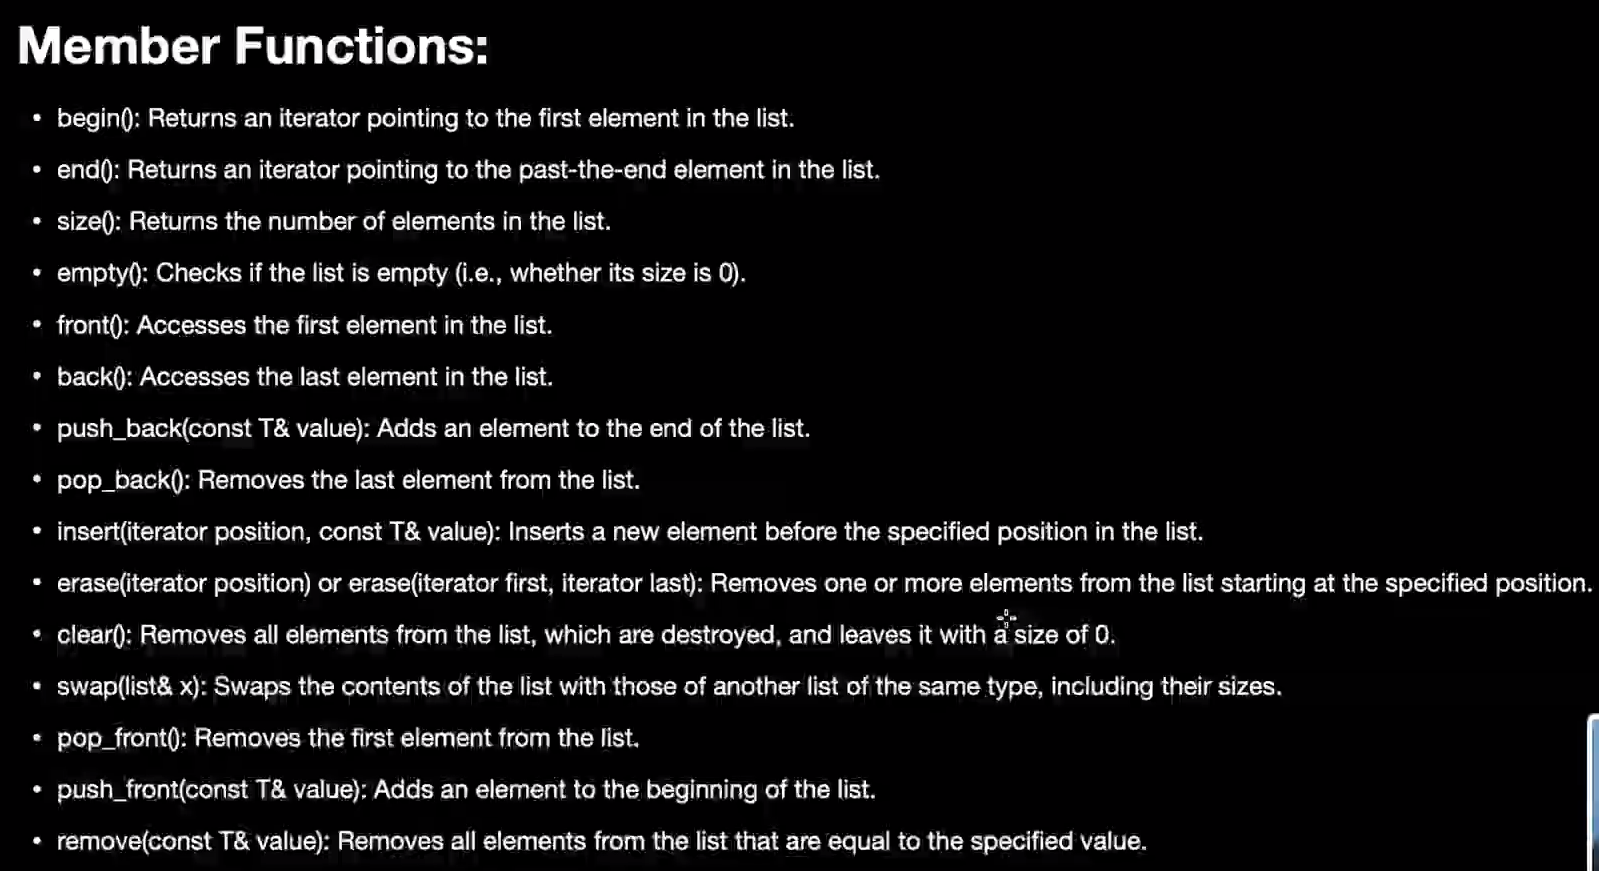 Member Functions:
• begin(): Returns an iterator pointing to the first element in the list.
• end(): Returns an iterator pointing to the past-the-end element in the list.
• size(): Returns the number of elements in the list.
• empty(): Checks if the list is empty (i.e., whether its size is 0).
• front(): Accesses the first element in the list.
• back(): Accesses the last element in the list.
• push_back(const T& value): Adds an element to the end of the list.
• pop_back(): Removes the last element from the list.
• insert(iterator position, const T& value): Inserts a new element before the specified position in the list.
• erase(iterator position) or erase(iterator first, iterator last): Removes one or more elements from the list starting at the specified position.
• clear(): Removes all elements from the list, which are destroyed, and leaves it with a size of 0.
• swap(list& x): Swaps the contents of the list with those of another list of the same type, including their sizes.
• pop_front(): Removes the first element from the list.
• push_front(const T& value): Adds an element to the beginning of the list.
• remove(const T& value): Removes all elements from the list that are equal to the specified value.